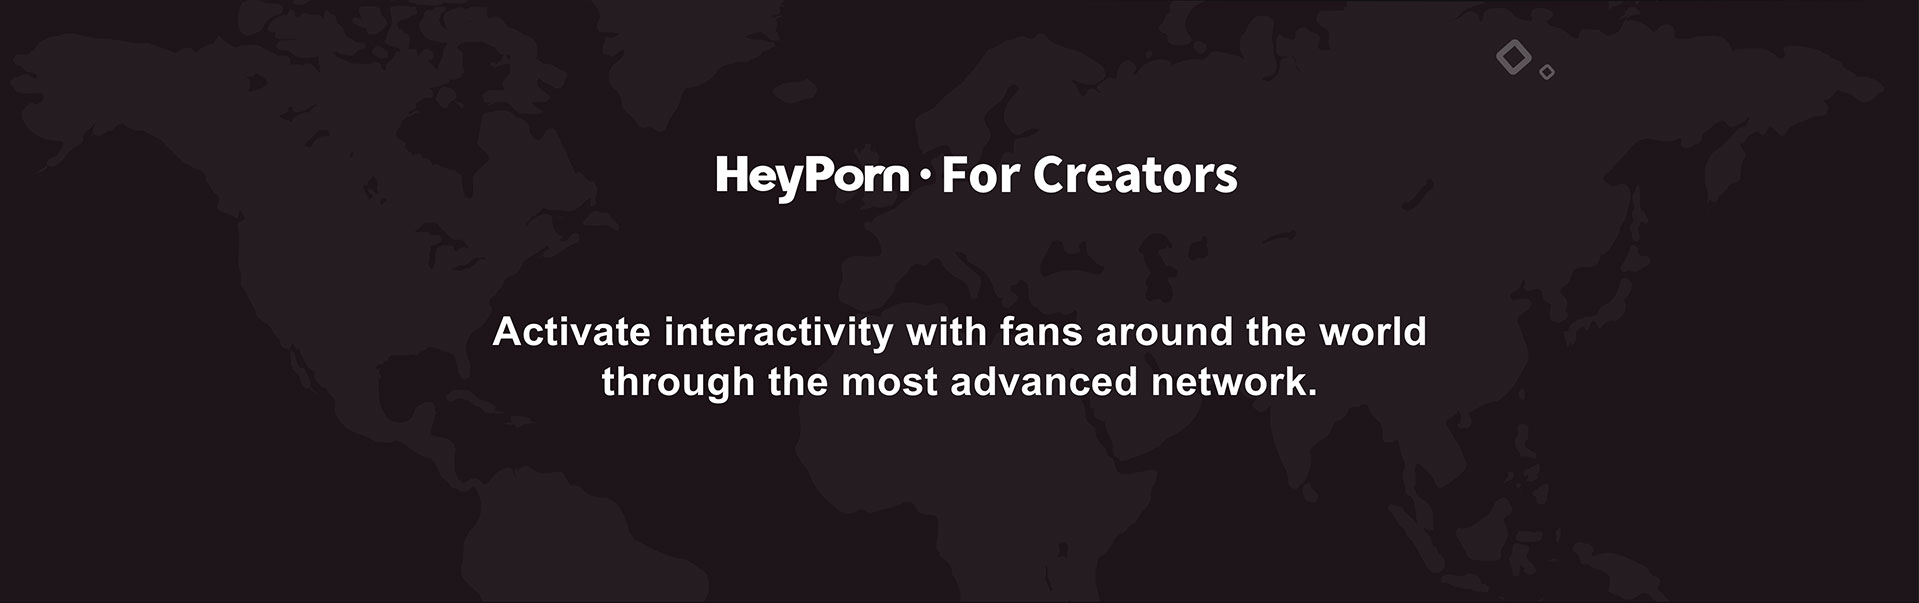 HeyPorn · For Creators
Activate interactivity with fans around the world
through the most advanced network.